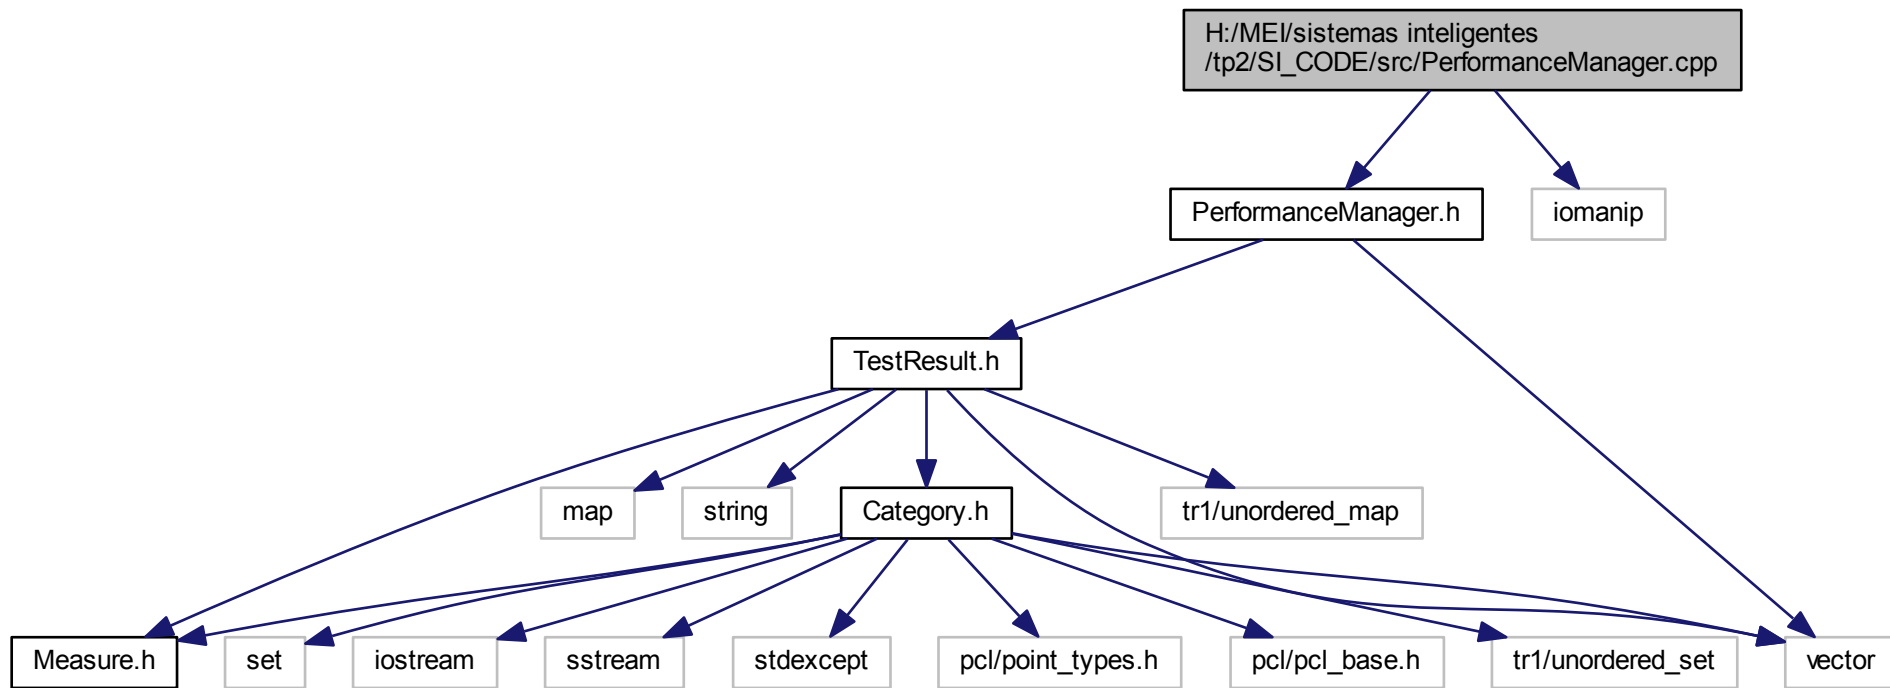 H:/MEI/sistemas inteligentes
/tp2/SI_CODE/src/PerformanceManager.cpp
PerformanceManager.h
iomanip
TestResult.h
map
string
Category.h
tr1/unordered_map
Measure.h
set
iostream
sstream
stdexcept
pcl/point_types.h
pcl/pcl_base.h
tr1/unordered_set
vector